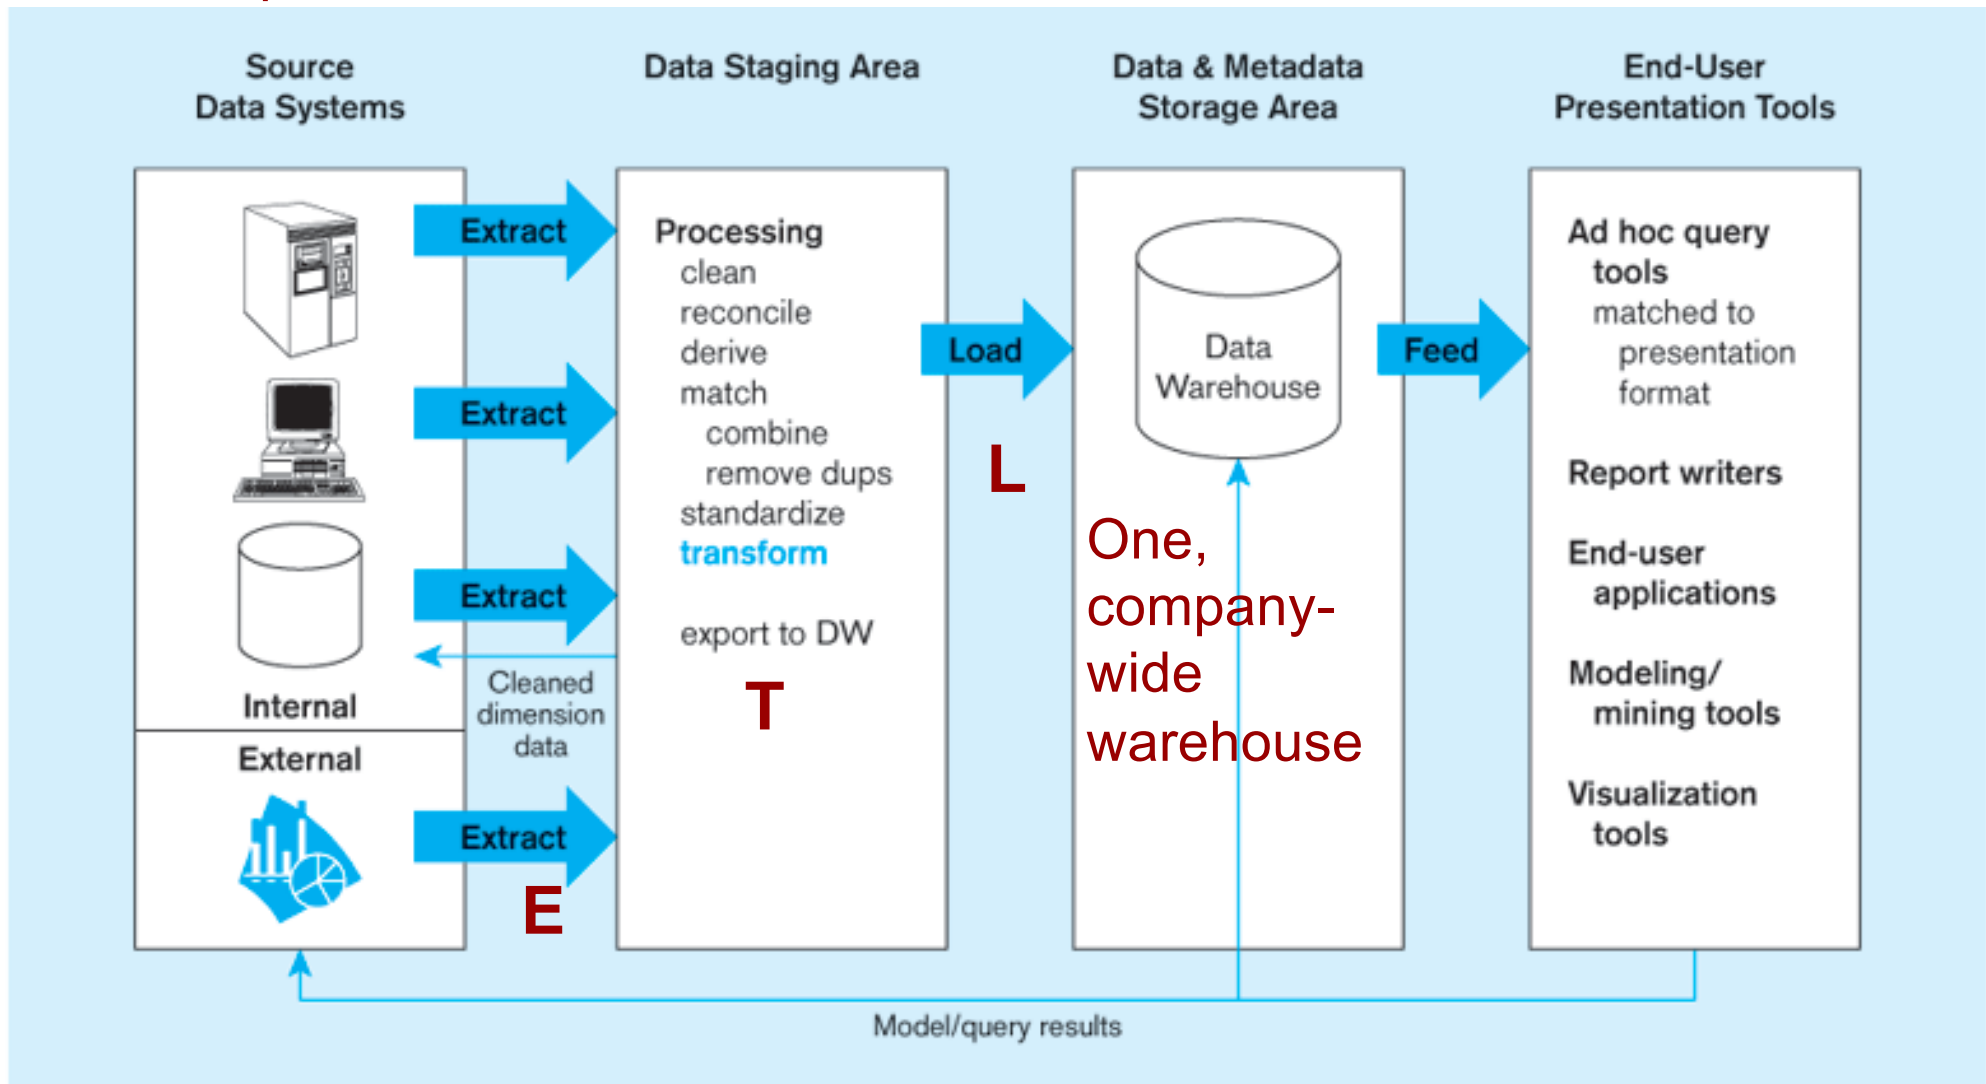 Source
Data Systems
Data Staging Area
Data & Metadata
Storage Area
End-User
Presentation Tools
Extract
Extract
Extract
Internal
External
Extract
E
Cleaned
dimension
data
Processing
clean
reconcile
derive
match
combine
remove dups
standardize
transform
export to DW
T
Load
L
Data
Warehouse
One,
company-
wide
warehouse
Feed
Ad hoc query
tools
matched to
presentation
format
Report writers
End-user
applications
Modeling/
mining tools
Visualization
tools
Model/query results